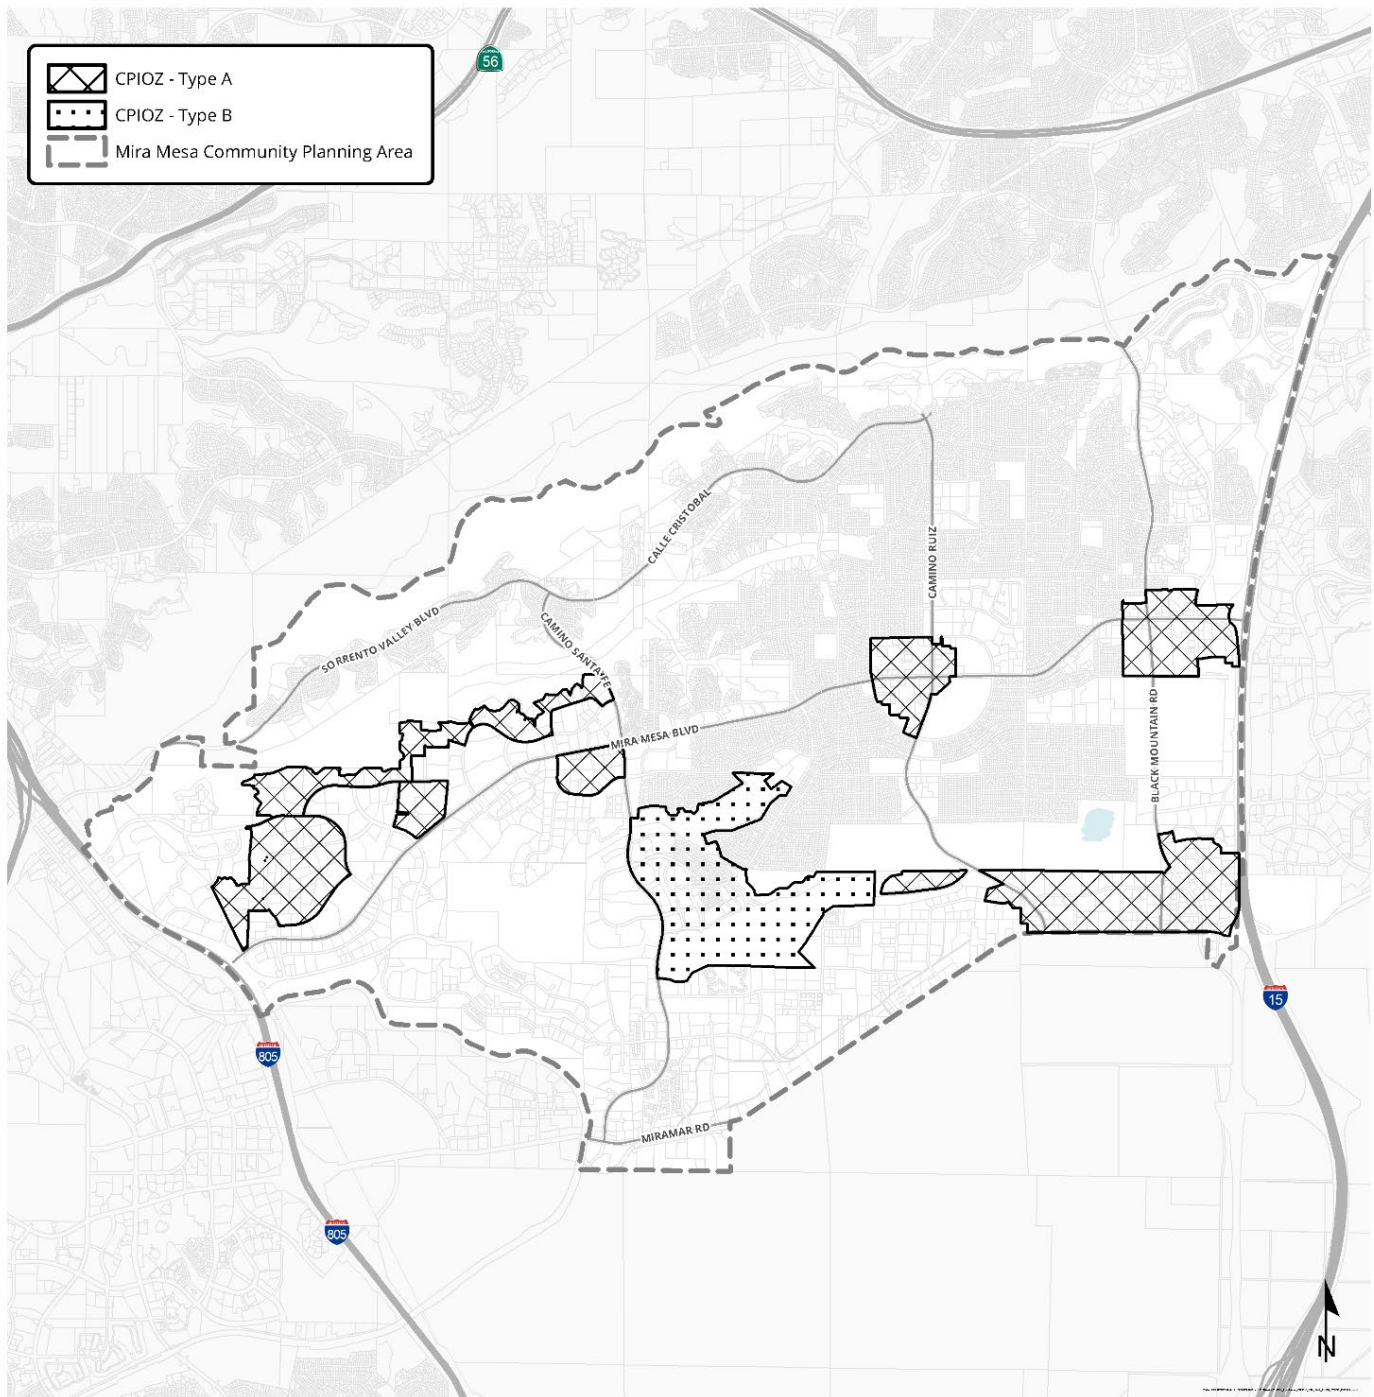 56
CPIOZ - Type A
CPIOZ - Type B
Mira Mesa Community Planning Area
CALLE CRISTOBAL
CAMINO RUIZ
SORRENTO VALLEY BLVD
CAMINO SANTA FE
MIRA MESA BLVD
BLACK MOUNTAIN RD
15
805
MIRAMAR RD
805
N